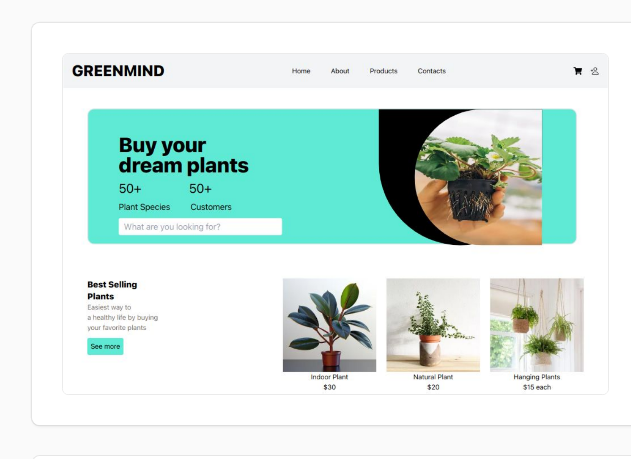 GREENMIND
Home About Products Contacts
Buy your
dream plants
50+ 50+
Plant Species Customers
What are you looking for?
Best Selling
Plants
Easiest way to
a healthy life by buying
your favorite plants
See more
Indoor Plant
$30
Natural Plant
$20
Hanging Plants
$15 each